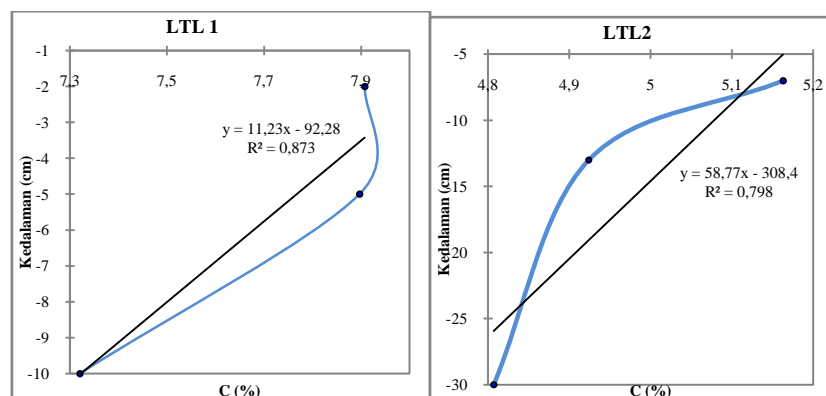 LTL 1
-1
7,3
7,5
7,7
7,9
-2
-3
-4
-5
-6
-7
-8
-9
-10
y = 11,23x - 92,28
R² = 0,873
Kedalaman (cm)
C (%)
LTL2
-5
4,8
4,9
5
5,1
5,2
-10
-15
-20
-25
-30
y = 58,77x - 308,4
R² = 0,798
Kedalaman (cm)
C (%)